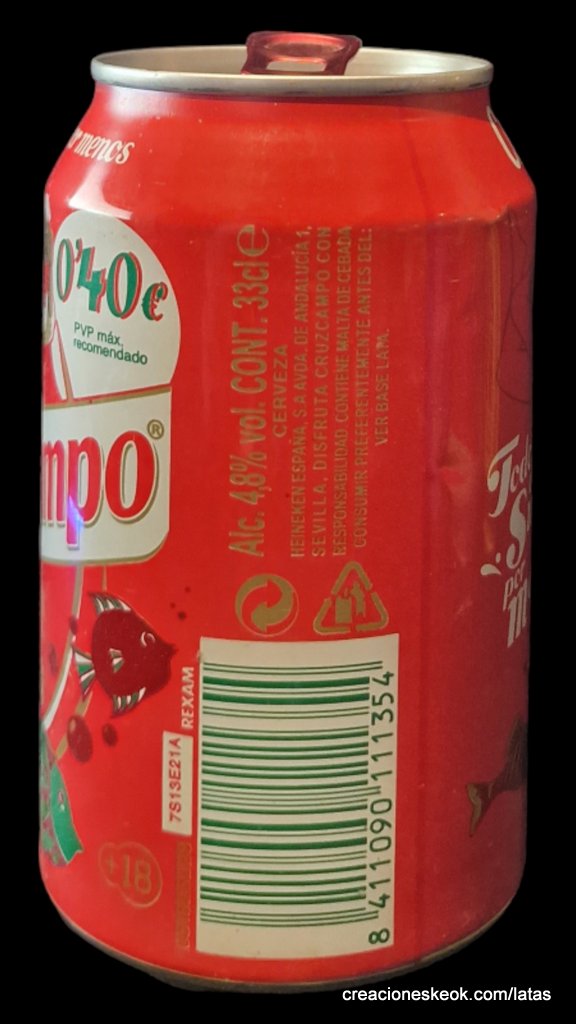 r menos
0'40€
PVP máx.
recomendado
mpo®
Alc. 4,8% vol. CONT. 33cl e
CERVEZA
HEINEKEN ESPAÑA, S.A AVDA. DE ANDALUCÍA 1,
SEVILLA. DISFRUTA CRUZCAMPO CON
RESPONSABILIDAD. CONTIENE MALTA DE CEBADA
CONSUMIR PREFERENTEMENTE ANTES DEL:
VER BASE LATA.
Tod
S
per
m
REXAM
7S13E21A
+18
8 411090 111354
creacioneskeok.com/latas